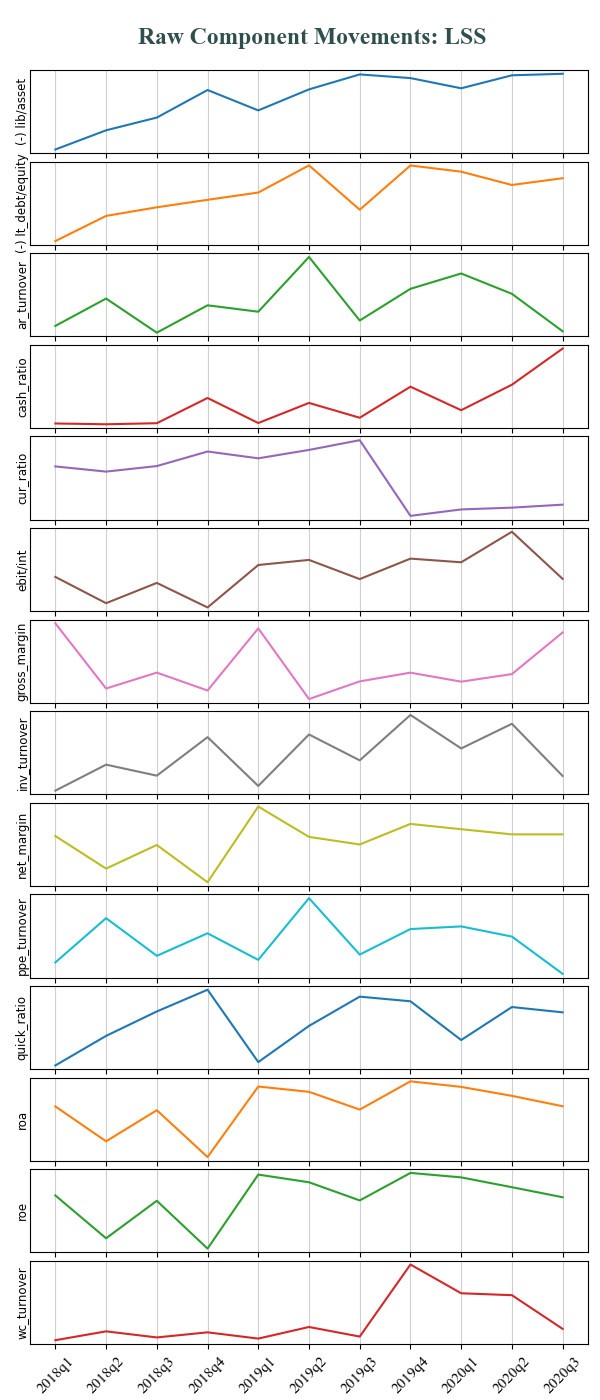 Raw Component Movements: LSS
(-) lib/asset
(-) lt_debt/equity
ar_turnover
cash_ratio
cur_ratio
ebit/int
gross_margin
inv_turnover
net_margin
ppe_turnover
quick_ratio
roa
roe
wc_turnover
2018q1 2018q2 2018q3 2018q4 2019q1 2019q2 2019q3 2019q4 2020q1 2020q2 2020q3